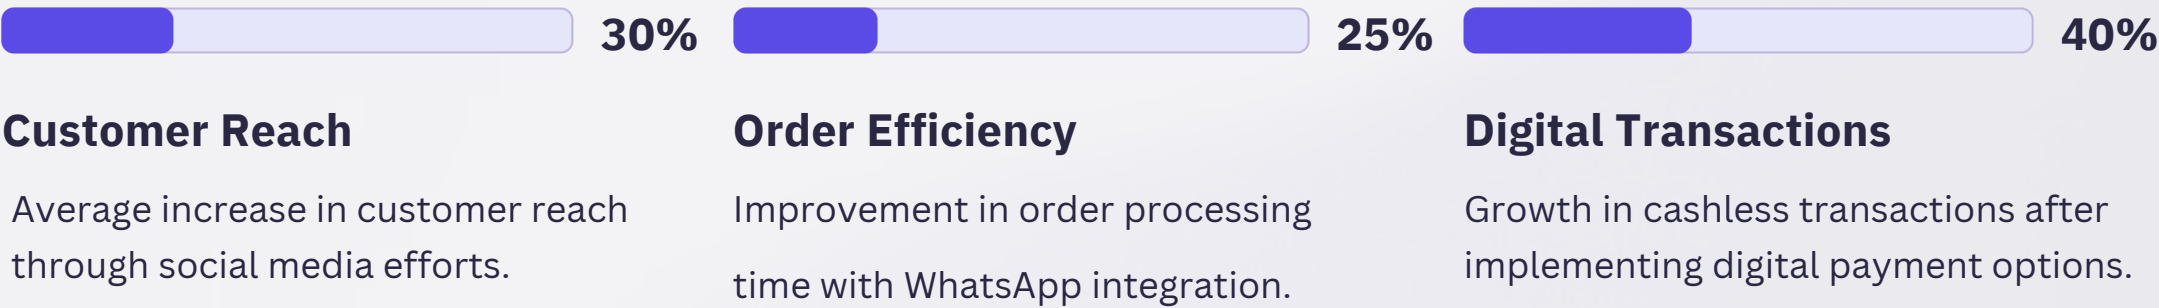 30%
Customer Reach
Average increase in customer reach
through social media efforts.
25%
Order Efficiency
Improvement in order processing
time with WhatsApp integration.
40%
Digital Transactions
Growth in cashless transactions after
implementing digital payment options.